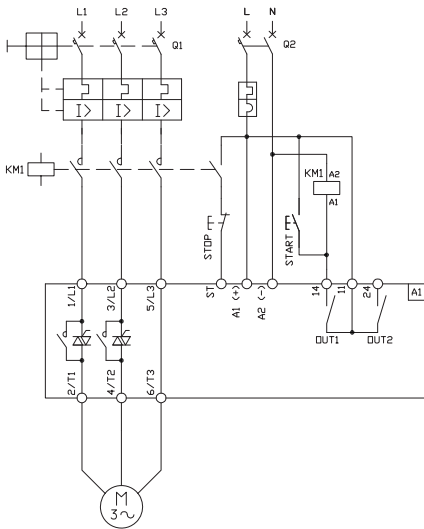 L1 L2 L3 L N
Q1 Q2
I> I> I>
KM1
KM1 A2
A1
STOP START
1/L1 3/L2 5/L3 ST A1 (+) A2 (-) 14 11 24 A1
OUT1 OUT2
2/T1 4/T2 6/T3
M
3~